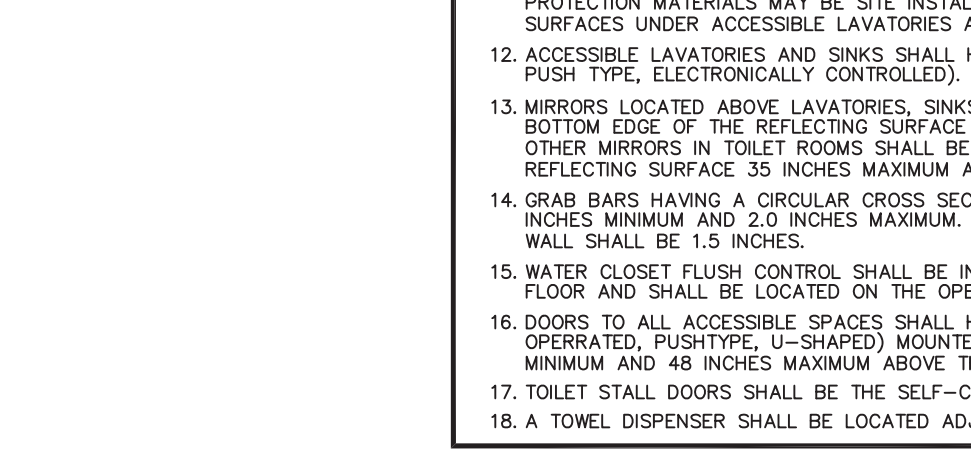 PROTECTION MATERIALS MAY BE SITE INSTAL
SURFACES UNDER ACCESSIBLE LAVATORIES A
12. ACCESSIBLE LAVATORIES AND SINKS SHALL H
PUSH TYPE, ELECTRONICALLY CONTROLLED).
13. MIRRORS LOCATED ABOVE LAVATORIES, SINKS
BOTTOM EDGE OF THE REFLECTING SURFACE
OTHER MIRRORS IN TOILET ROOMS SHALL BE
REFLECTING SURFACE 35 INCHES MAXIMUM A
14. GRAB BARS HAVING A CIRCULAR CROSS SEC
INCHES MINIMUM AND 2.0 INCHES MAXIMUM.
WALL SHALL BE 1.5 INCHES.
15. WATER CLOSET FLUSH CONTROL SHALL BE IN
FLOOR AND SHALL BE LOCATED ON THE OPE
16. DOORS TO ALL ACCESSIBLE SPACES SHALL H
OPERRATED, PUSHTYPE, U-SHAPED) MOUNTE
MINIMUM AND 48 INCHES MAXIMUM ABOVE TH
17. TOILET STALL DOORS SHALL BE THE SELF-C
18. A TOWEL DISPENSER SHALL BE LOCATED ADJ